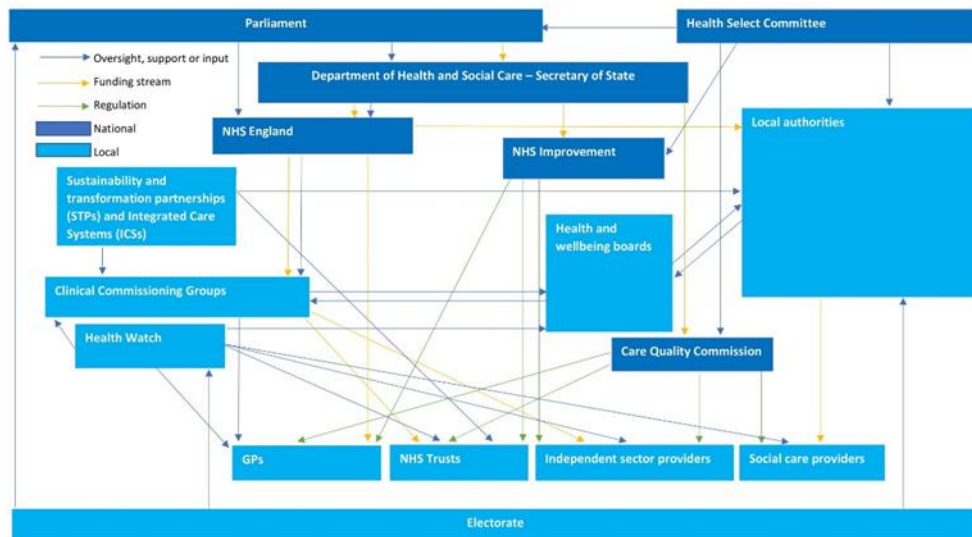 Parliament
Health Select Committee
Oversight, support or input
Funding stream
Regulation
National
Local
Department of Health and Social Care – Secretary of State
NHS England
NHS Improvement
Local authorities
Sustainability and
transformation partnerships
(STPs) and Integrated Care
Systems (ICSs)
Health and
wellbeing boards
Clinical Commissioning Groups
Health Watch
Care Quality Commission
GPs
NHS Trusts
Independent sector providers
Social care providers
Electorate